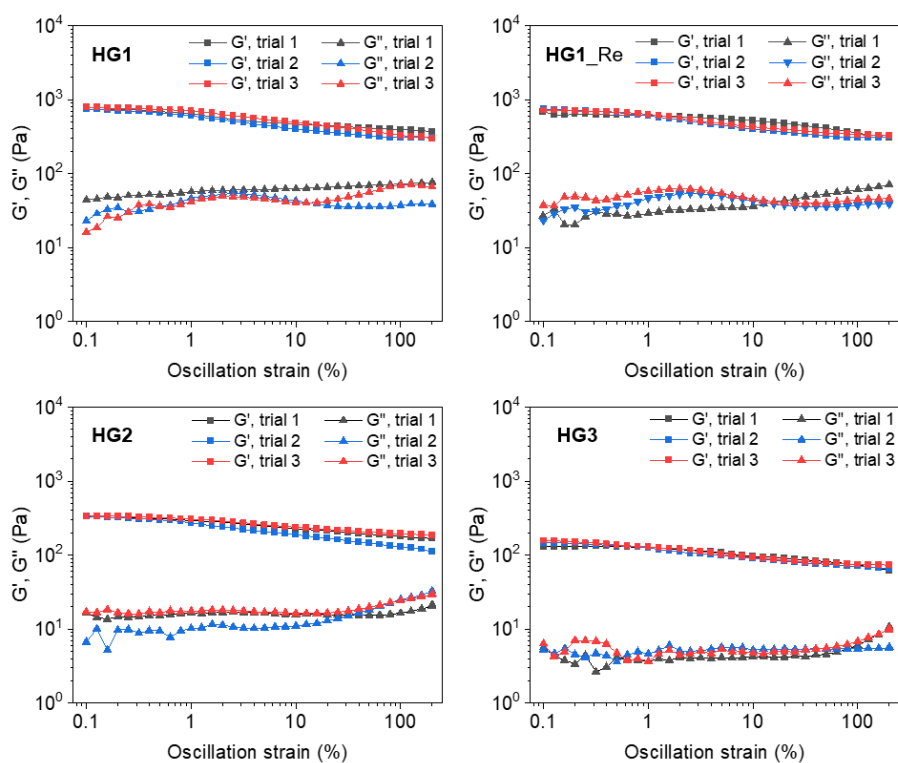 HG1
G', trial 1 G", trial 1
G', trial 2 G", trial 2
G', trial 3 G", trial 3
10⁴
10³
10²
10¹
10⁰
G', G" (Pa)
0.1 1 10 100
Oscillation strain (%)
HG1_Re
G', trial 1 G", trial 1
G', trial 2 G", trial 2
G', trial 3 G", trial 3
10⁴
10³
10²
10¹
10⁰
G', G" (Pa)
0.1 1 10 100
Oscillation strain (%)
HG2
G', trial 1 G", trial 1
G', trial 2 G", trial 2
G', trial 3 G", trial 3
10⁴
10³
10²
10¹
10⁰
G', G" (Pa)
0.1 1 10 100
Oscillation strain (%)
HG3
G', trial 1 G", trial 1
G', trial 2 G", trial 2
G', trial 3 G", trial 3
10⁴
10³
10²
10¹
10⁰
G', G" (Pa)
0.1 1 10 100
Oscillation strain (%)